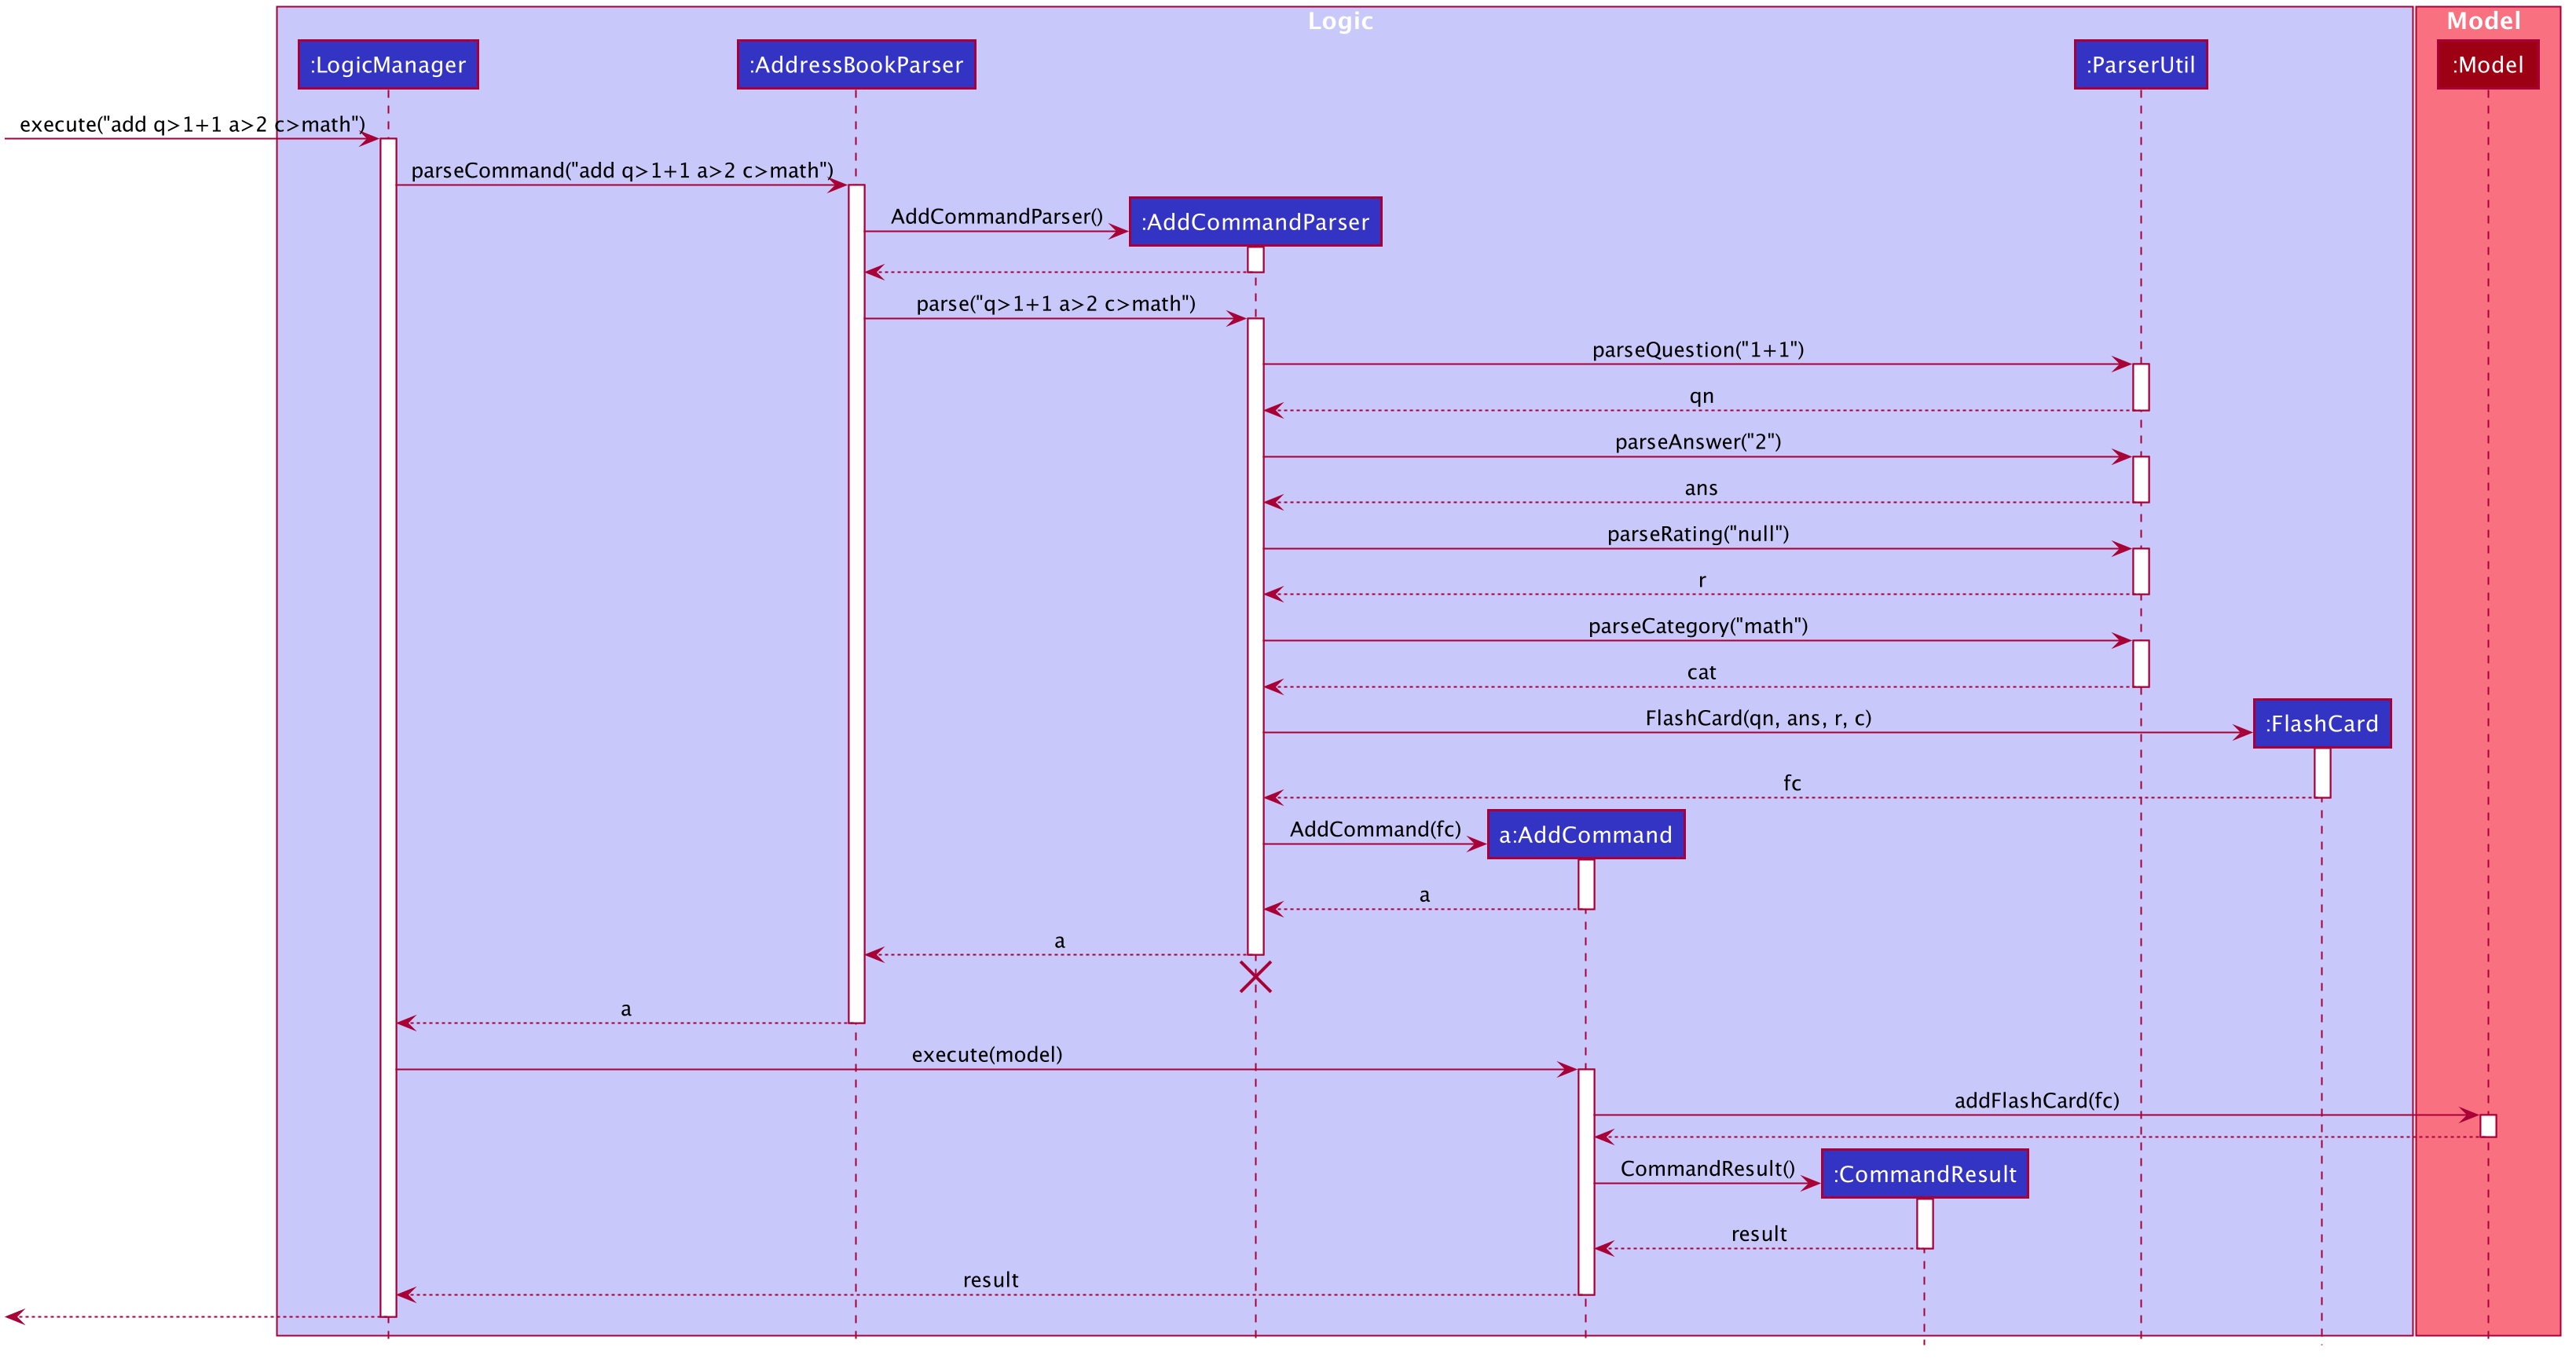 Logic
Model
:LogicManager
:AddressBookParser
:ParserUtil
:Model
execute("add q>1+1 a>2 c>math")
parseCommand("add q>1+1 a>2 c>math")
AddCommandParser()
:AddCommandParser
parse("q>1+1 a>2 c>math")
parseQuestion("1+1")
qn
parseAnswer("2")
ans
parseRating("null")
r
parseCategory("math")
cat
FlashCard(qn, ans, r, c)
:FlashCard
fc
AddCommand(fc)
a:AddCommand
a
a
a
execute(model)
addFlashCard(fc)
CommandResult()
:CommandResult
result
result